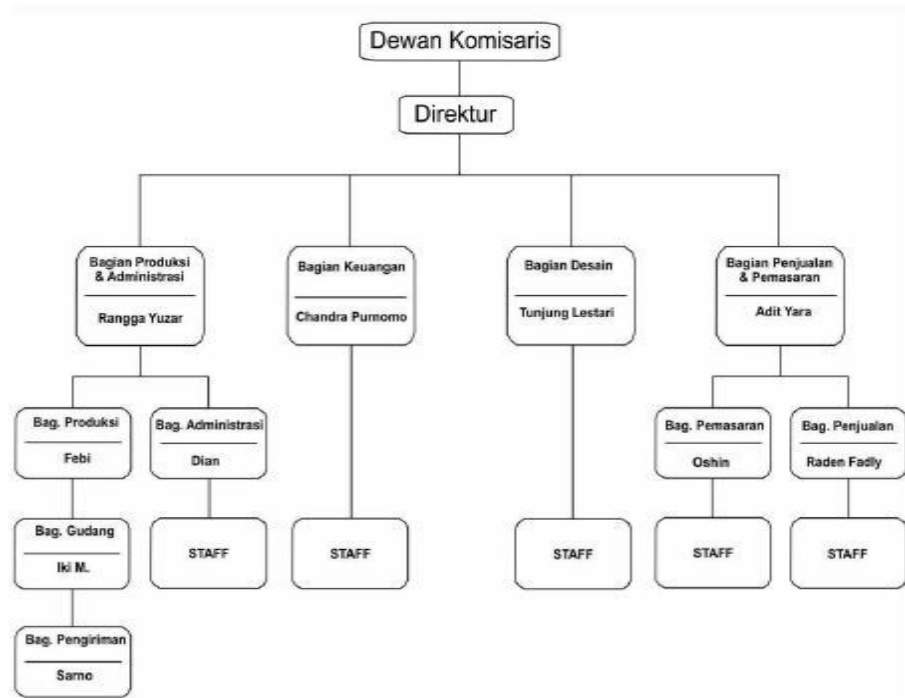 Dewan Komisaris
Direktur
Bagian Produksi
& Administrasi
Rangga Yuzar
Bagian Keuangan
Chandra Purnomo
Bagian Desain
Tunjung Lestari
Bagian Penjualan
& Pemasaran
Adit Yara
Bag. Produksi
Febi
Bag. Administrasi
Dian
Bag. Pemasaran
Oshin
Bag. Penjualan
Raden Fadly
Bag. Gudang
Iki M.
STAFF
STAFF
STAFF
STAFF
STAFF
Bag. Pengiriman
Sarno